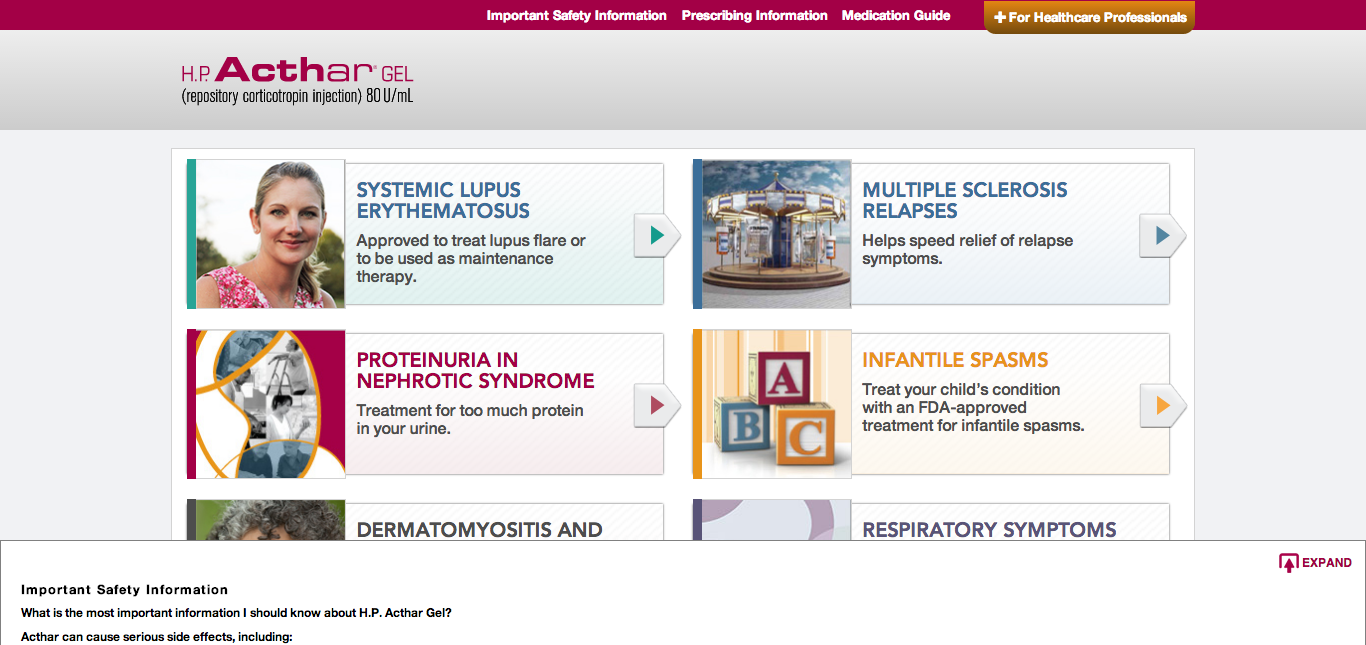 Important Safety Information Prescribing Information Medication Guide + For Healthcare Professionals
H.P. Acthar® GEL
(repository corticotropin injection) 80 U/mL
SYSTEMIC LUPUS
ERYTHEMATOSUS
Approved to treat lupus flare or
to be used as maintenance
therapy.
MULTIPLE SCLEROSIS
RELAPSES
Helps speed relief of relapse
symptoms.
PROTEINURIA IN
NEPHROTIC SYNDROME
Treatment for too much protein
in your urine.
A
B C
INFANTILE SPASMS
Treat your child's condition
with an FDA-approved
treatment for infantile spasms.
DERMATOMYOSITIS AND
RESPIRATORY SYMPTOMS
EXPAND
Important Safety Information
What is the most important information I should know about H.P. Acthar Gel?
Acthar can cause serious side effects, including: